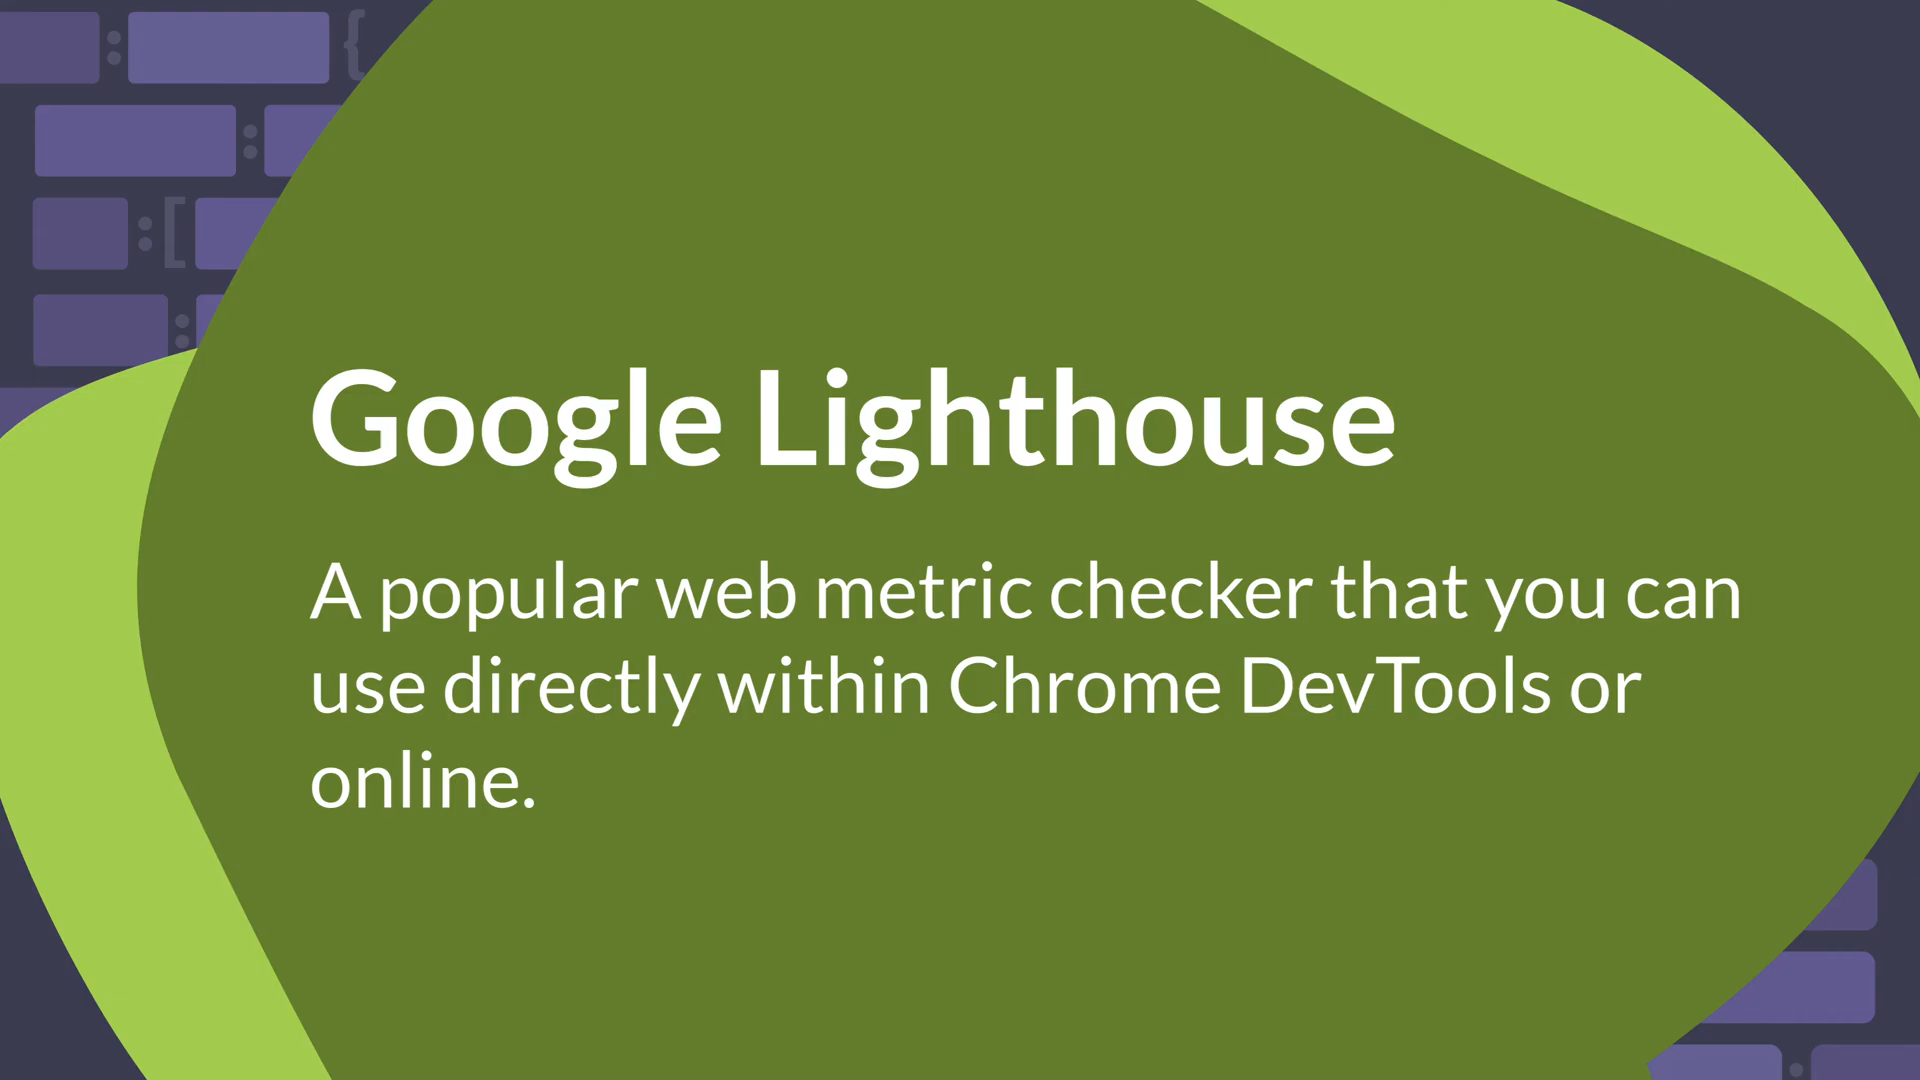 Google Lighthouse
A popular web metric checker that you can
use directly within Chrome DevTools or
online.